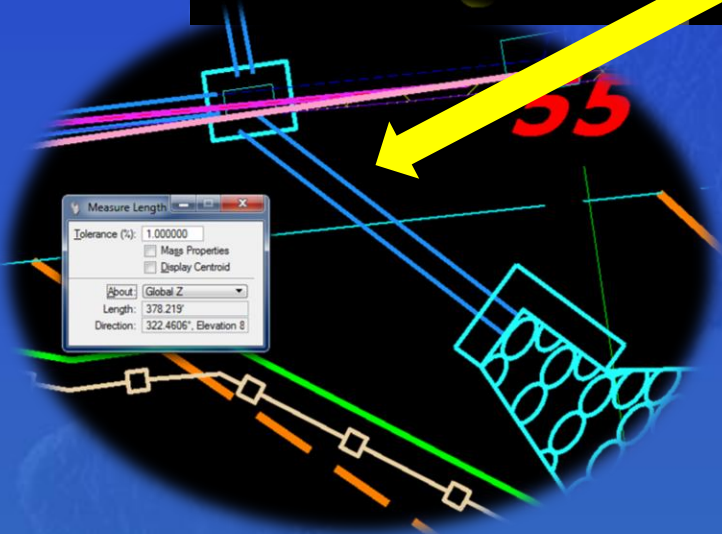 55
Measure Length
Tolerance (%): 1.000000
Mass Properties
Display Centroid
About: Global Z
Length: 378.219'
Direction: 322.4606°, Elevation 8